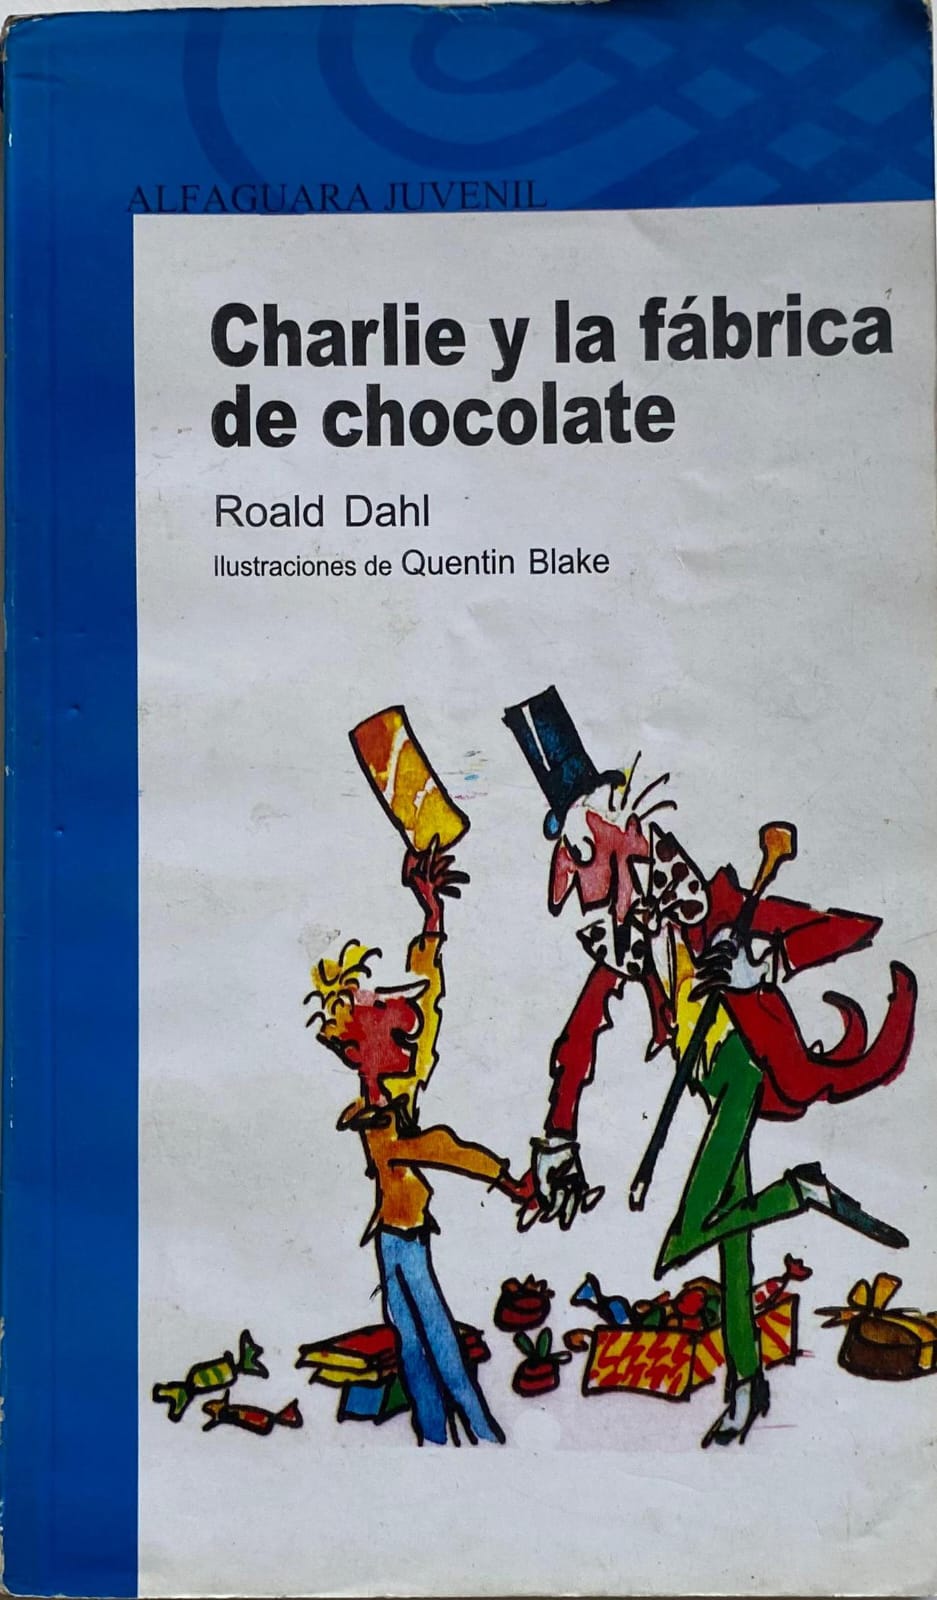 ALFAGUARA JUVENIL
Charlie y la fábrica
de chocolate
Roald Dahl
Ilustraciones de Quentin Blake